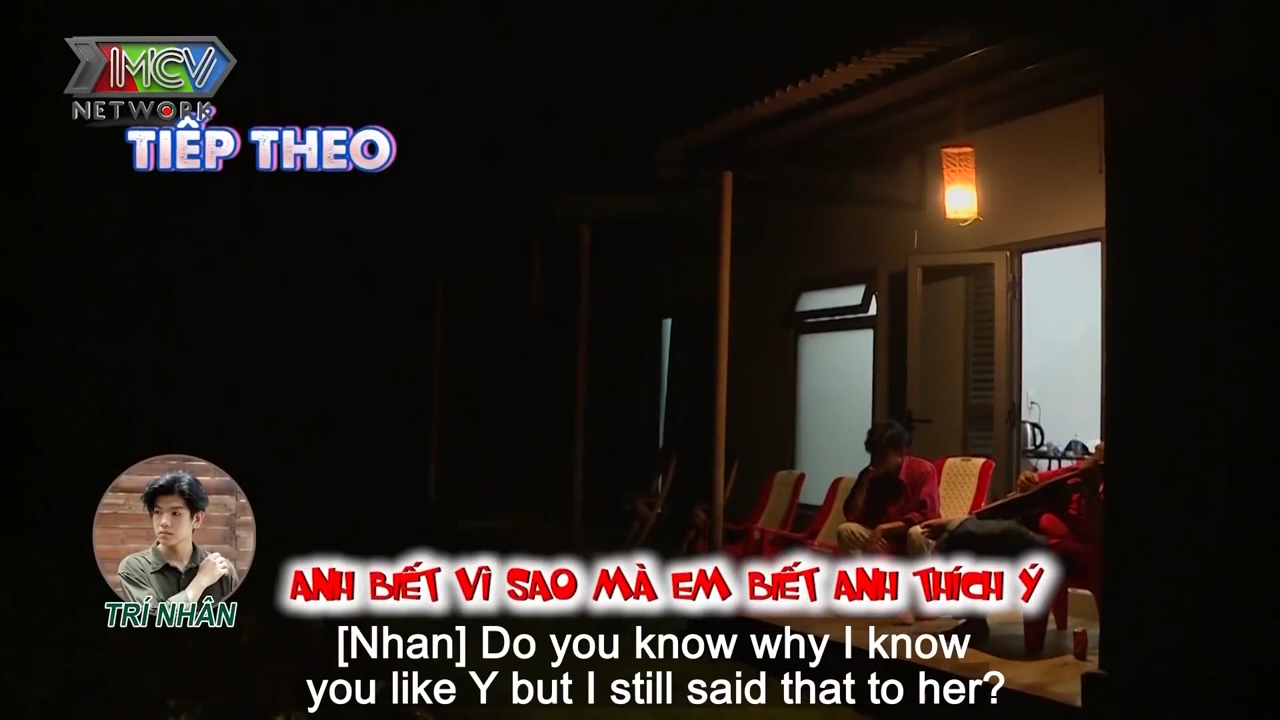 MCV
NETWORK
TIẾP THEO
TRÍ NHÂN
ANH BIẾT VÌ SAO MÀ EM BIẾT ANH THÍCH Ý
[Nhan] Do you know why I know
you like Y but I still said that to her?